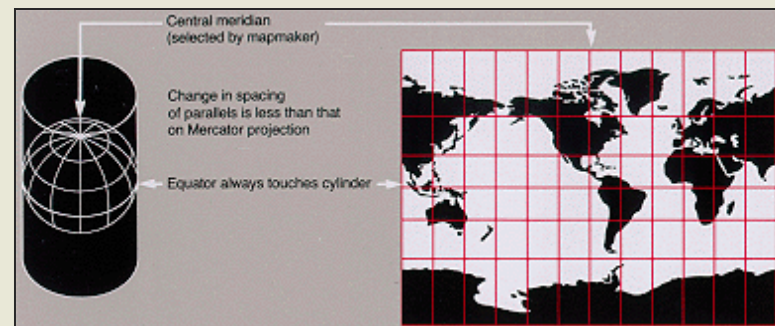 Central meridian
(selected by mapmaker)
Change in spacing
of parallels is less than that
on Mercator projection
Equator always touches cylinder